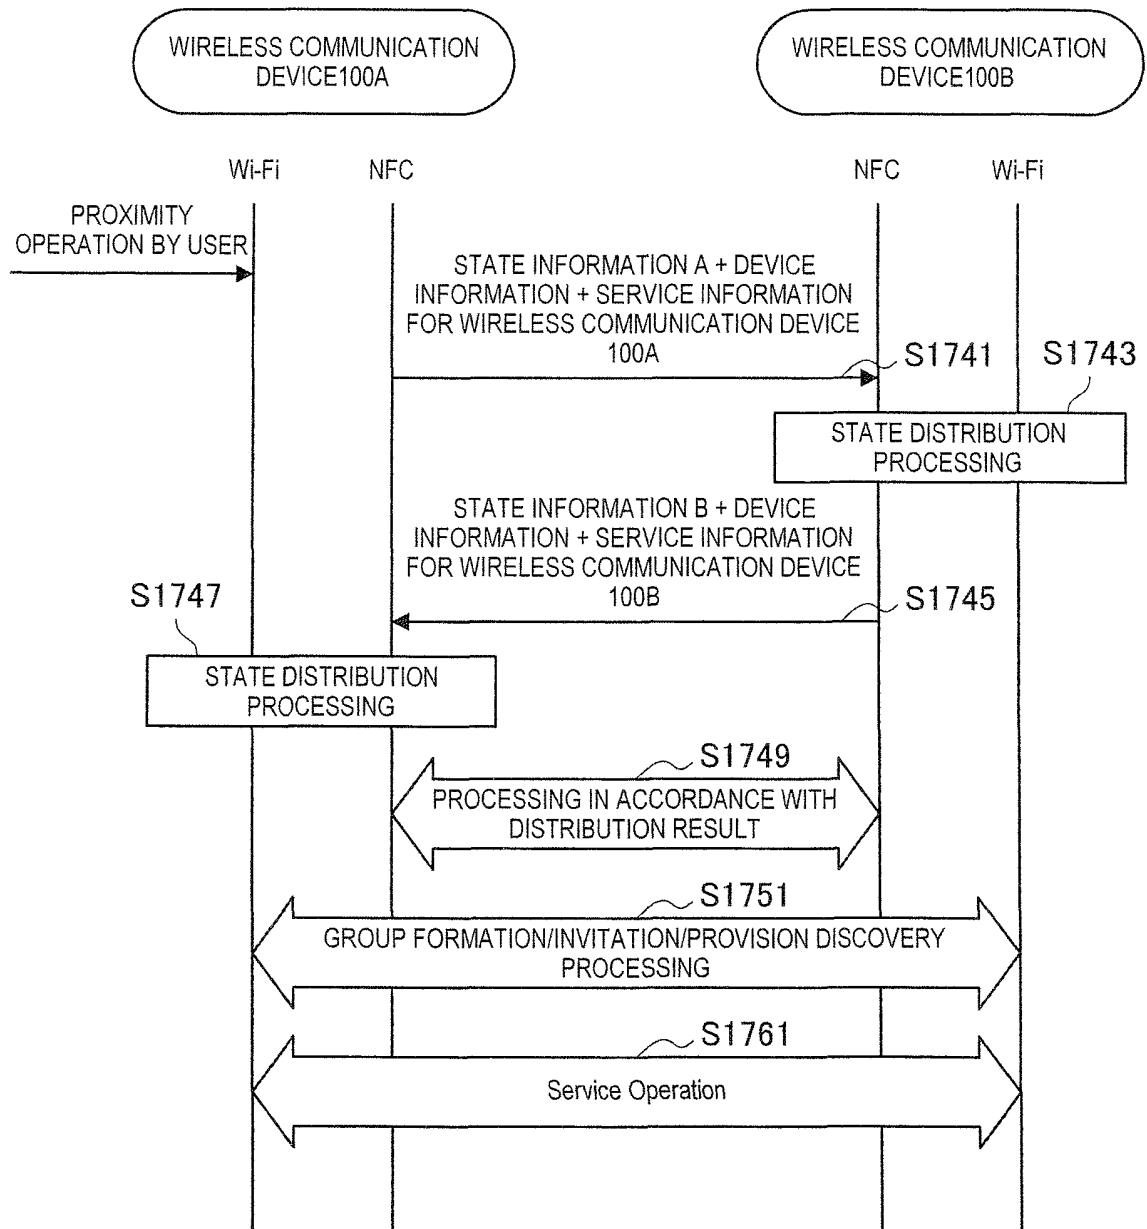 WIRELESS COMMUNICATION
DEVICE100A
WIRELESS COMMUNICATION
DEVICE100B
Wi-Fi
NFC
NFC
Wi-Fi
PROXIMITY
OPERATION BY USER
STATE INFORMATION A + DEVICE
INFORMATION + SERVICE INFORMATION
FOR WIRELESS COMMUNICATION DEVICE
100A
S1741
S1743
STATE DISTRIBUTION
PROCESSING
STATE INFORMATION B + DEVICE
INFORMATION + SERVICE INFORMATION
FOR WIRELESS COMMUNICATION DEVICE
100B
S1745
S1747
STATE DISTRIBUTION
PROCESSING
S1749
PROCESSING IN ACCORDANCE WITH
DISTRIBUTION RESULT
S1751
GROUP FORMATION/INVITATION/PROVISION DISCOVERY
PROCESSING
S1761
Service Operation